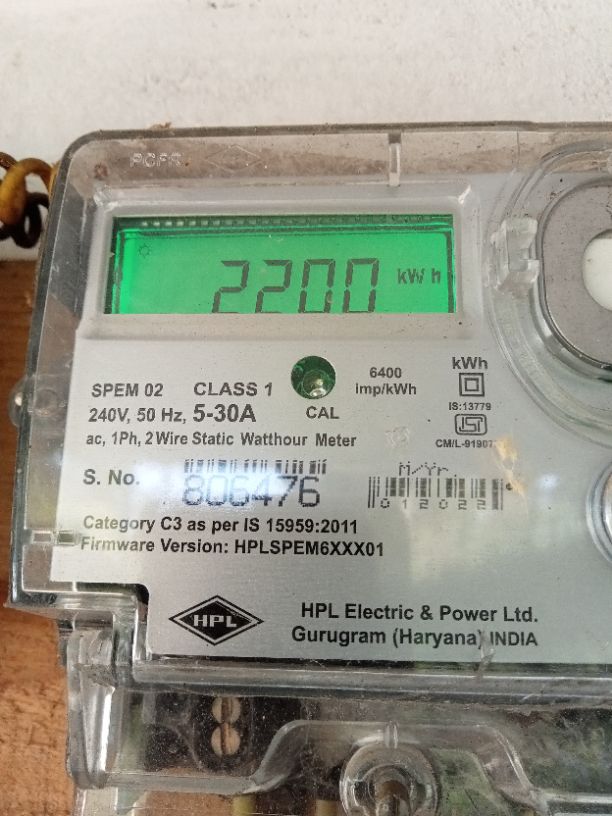 2200 kWh
6400
imp/kWh
kWh
SPEM 02 CLASS 1
240V, 50 Hz, 5-30A
CAL
IS:13779
ac, 1Ph, 2 Wire Static Watthour Meter
CM/L-91907
S. No. 806476
M/Yr
012022
Category C3 as per IS 15959:2011
Firmware Version: HPLSPEM6XXX01
HPL
HPL Electric & Power Ltd.
Gurugram (Haryana) INDIA